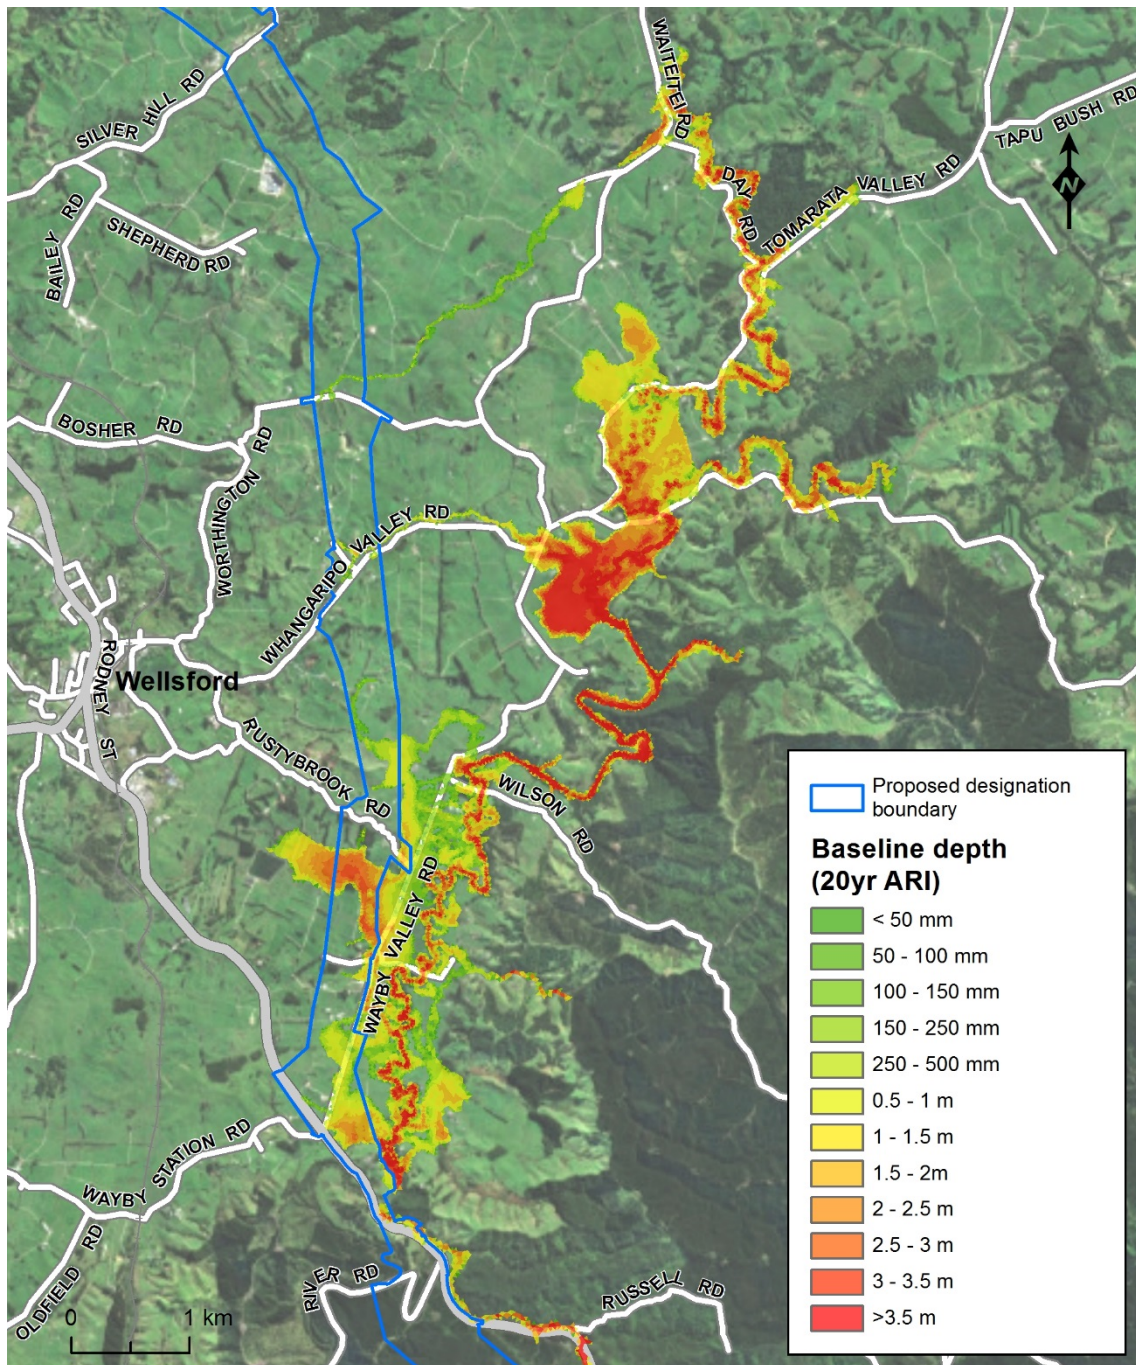 WAITEITEI RD
SILVER HILL RD
TAPU BUSH RD
N
DAY RD
TOMARATA VALLEY RD
BAILEY RD
SHEPHERD RD
BOSHER RD
WORTHINGTON RD
WHANGARIPO VALLEY RD
RODNEY ST
Wellsford
RUSTYBROOK RD
WILSON RD
WAYBY VALLEY RD
WAYBY STATION RD
OLDFIELD RD
RIVER RD
RUSSELL RD
0 1 km
Proposed designation
boundary
Baseline depth
(20yr ARI)
< 50 mm
50 - 100 mm
100 - 150 mm
150 - 250 mm
250 - 500 mm
0.5 - 1 m
1 - 1.5 m
1.5 - 2m
2 - 2.5 m
2.5 - 3 m
3 - 3.5 m
>3.5 m